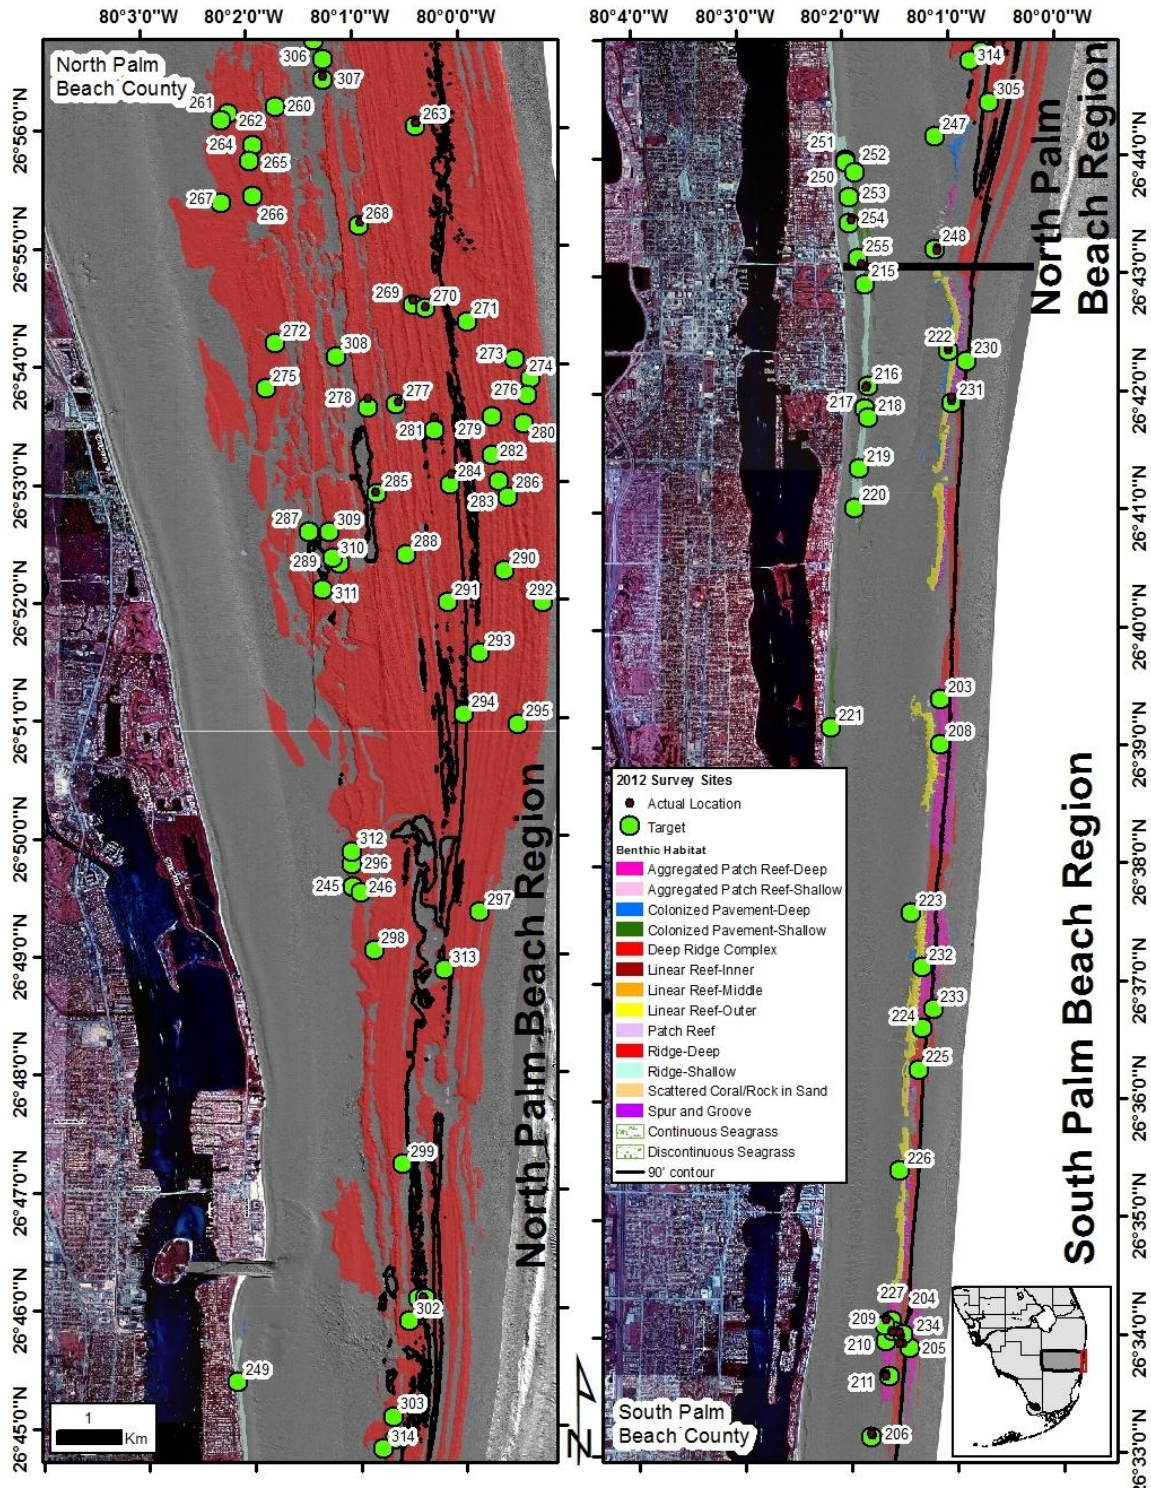 80°3'0"W
80°2'0"W
80°1'0"W
80°0'0"W
80°4'0"W
80°3'0"W
80°2'0"W
80°1'0"W
80°0'0"W
North Palm
Beach County
306
307
261
260
262
263
264
265
267
266
268
269
270
271
272
308
273
274
275
277
276
278
281
279
280
282
284
285
286
283
287
309
288
310
289
290
311
291
292
293
294
295
312
296
245
246
297
298
313
299
302
249
303
314
26°56'0"N
26°55'0"N
26°54'0"N
26°53'0"N
26°52'0"N
26°51'0"N
26°50'0"N
26°49'0"N
26°48'0"N
26°47'0"N
26°46'0"N
26°45'0"N
North Palm Beach Region
1
Km
N
314
305
247
251
252
250
253
254
248
255
215
222
230
216
231
217
218
219
220
203
221
208
223
232
233
224
225
226
227
204
209
234
210
205
211
206
North Palm
Beach Region
South Palm Beach Region
26°44'0"N
26°43'0"N
26°42'0"N
26°41'0"N
26°40'0"N
26°39'0"N
26°38'0"N
26°37'0"N
26°36'0"N
26°35'0"N
26°34'0"N
26°33'0"N
2012 Survey Sites
Actual Location
Target
Benthic Habitat
Aggregated Patch Reef-Deep
Aggregated Patch Reef-Shallow
Colonized Pavement-Deep
Colonized Pavement-Shallow
Deep Ridge Complex
Linear Reef-Inner
Linear Reef-Middle
Linear Reef-Outer
Patch Reef
Ridge-Deep
Ridge-Shallow
Scattered Coral/Rock in Sand
Spur and Groove
Continuous Seagrass
Discontinuous Seagrass
90' contour
South Palm
Beach County